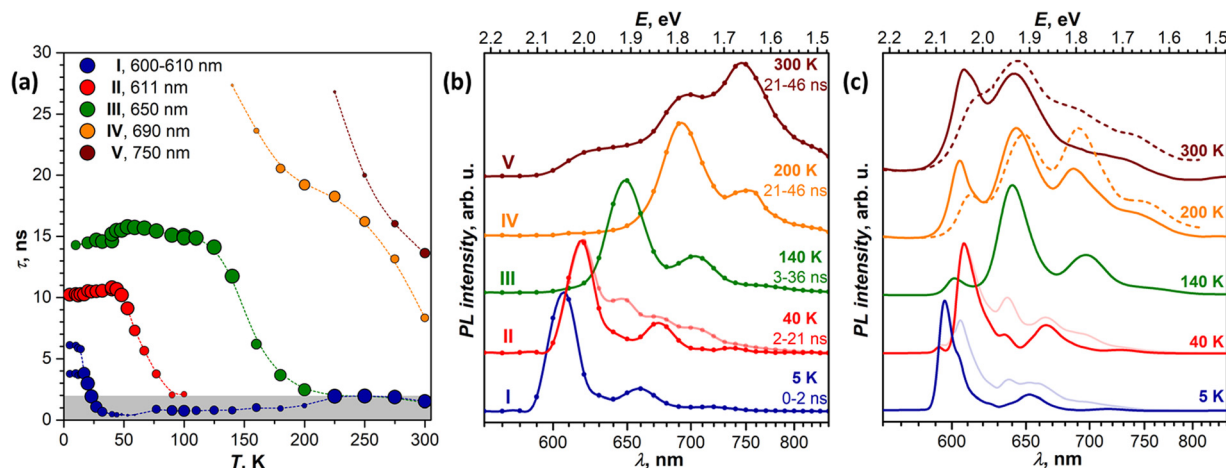 (a)
τ, ns
30
25
20
15
10
5
0
I, 600-610 nm
II, 611 nm
III, 650 nm
IV, 690 nm
V, 750 nm
0 50 100 150 200 250 300
T, K
(b)
E, eV
2.2 2.1 2.0 1.9 1.8 1.7 1.6 1.5
PL intensity, arb. u.
300 K
21-46 ns
V
200 K
21-46 ns
IV
140 K
3-36 ns
III
40 K
2-21 ns
II
5 K
0-2 ns
I
600 650 700 750 800
λ, nm
(c)
E, eV
2.2 2.1 2.0 1.9 1.8 1.7 1.6 1.5
PL intensity, arb. u.
300 K
200 K
140 K
40 K
5 K
600 650 700 750 800
λ, nm